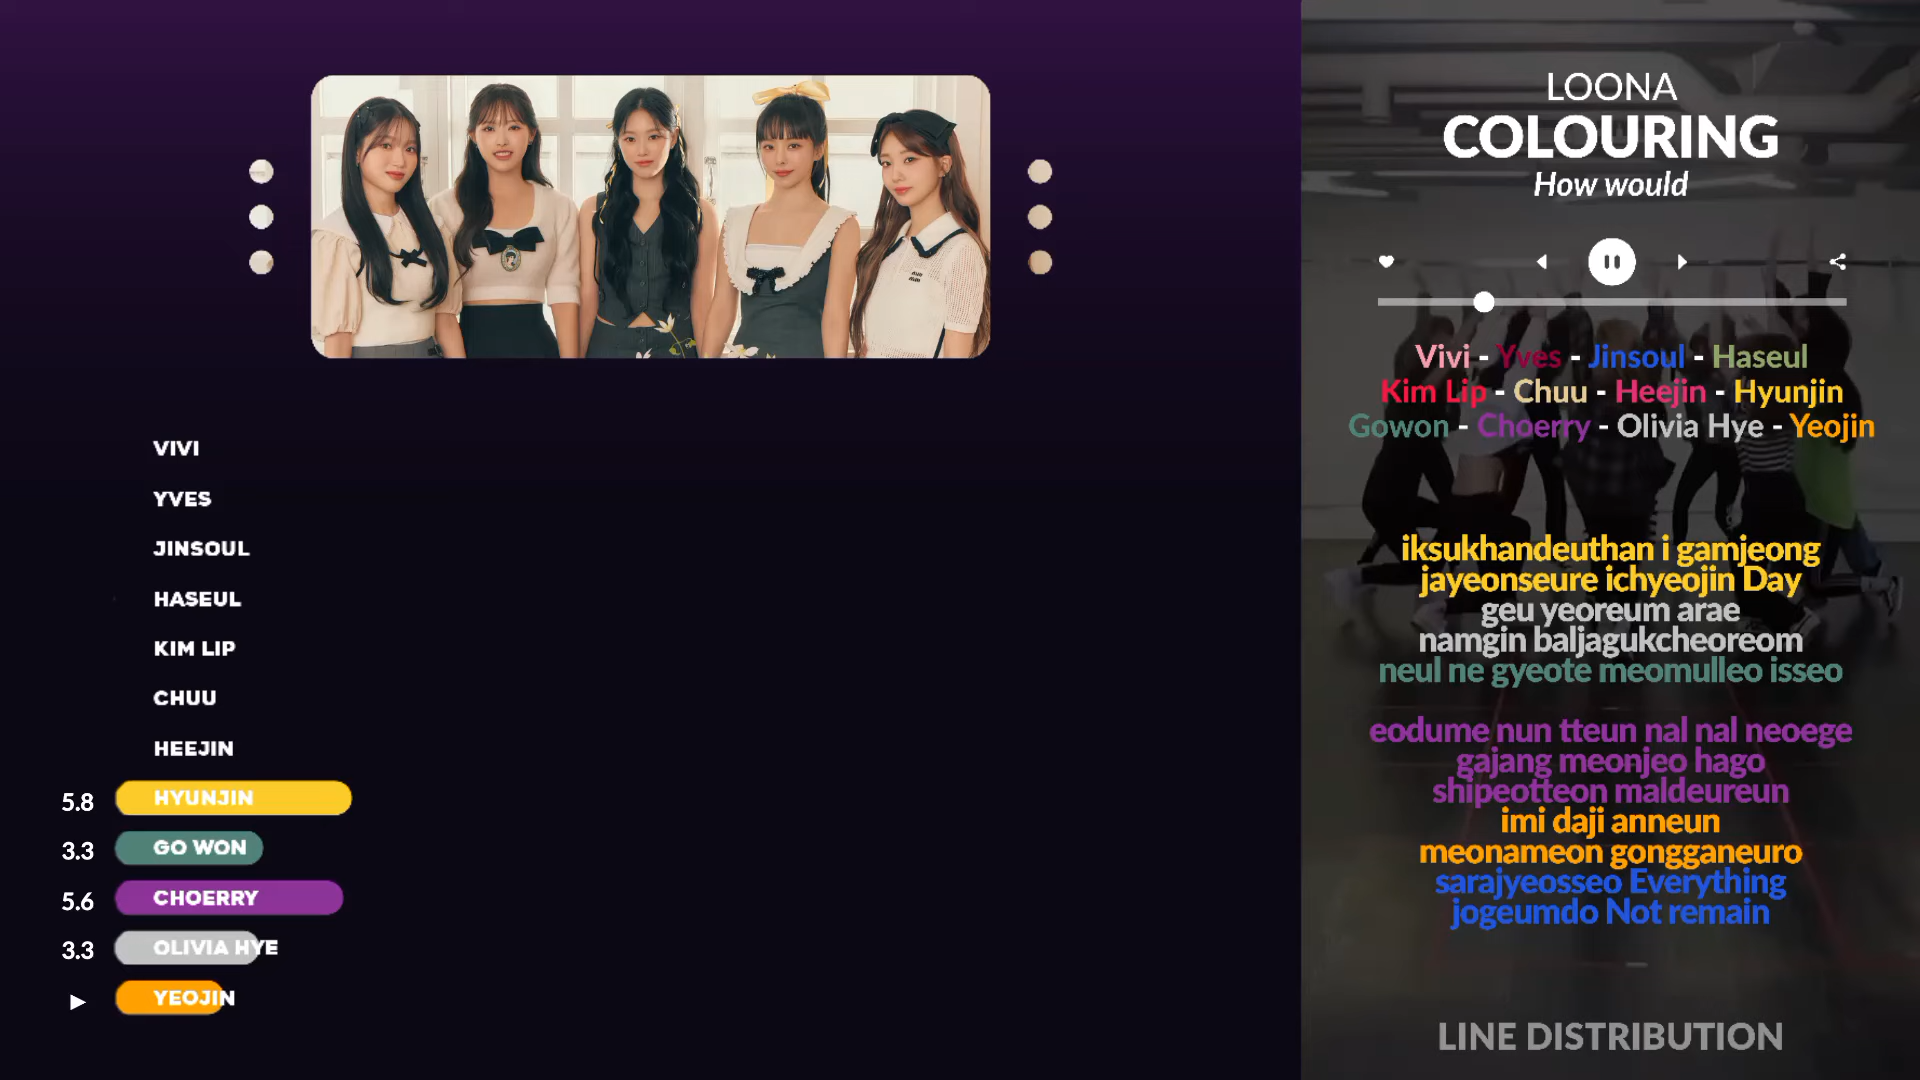 LOONA
COLOURING
How would
Vivi - Yves - Jinsoul - Haseul
Kim Lip - Chuu - Heejin - Hyunjin
Gowon - Choerry - Olivia Hye - Yeojin
iksukhandeuthan i gamjeong
jayeonseure ichyeojin Day
geu yeoreum arae
namgin baljagukcheoreom
neul ne gyeote meomulleo isseo
eodume nun tteun nal nal neoege
gajang meonjeo hago
shipeotteon maldeureun
imi daji anneun
meonameon gongganeuro
sarajyeosseo Everything
jogeumdo Not remain
LINE DISTRIBUTION
VIVI
YVES
JINSOUL
HASEUL
KIM LIP
CHUU
HEEJIN
5.8 HYUNJIN
3.3 GO WON
5.6 CHOERRY
3.3 OLIVIA HYE
YEOJIN